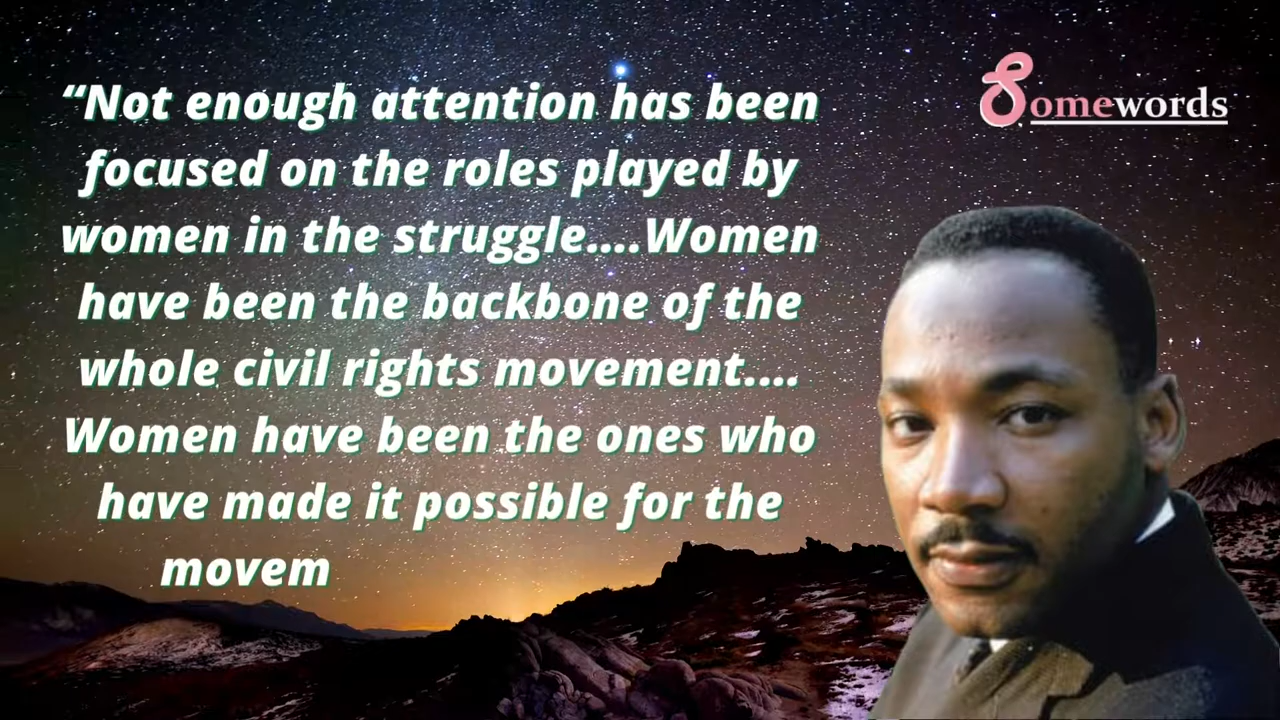 “Not enough attention has been
focused on the roles played by
women in the struggle....Women
have been the backbone of the
whole civil rights movement....
Women have been the ones who
have made it possible for the
movem
Somewords